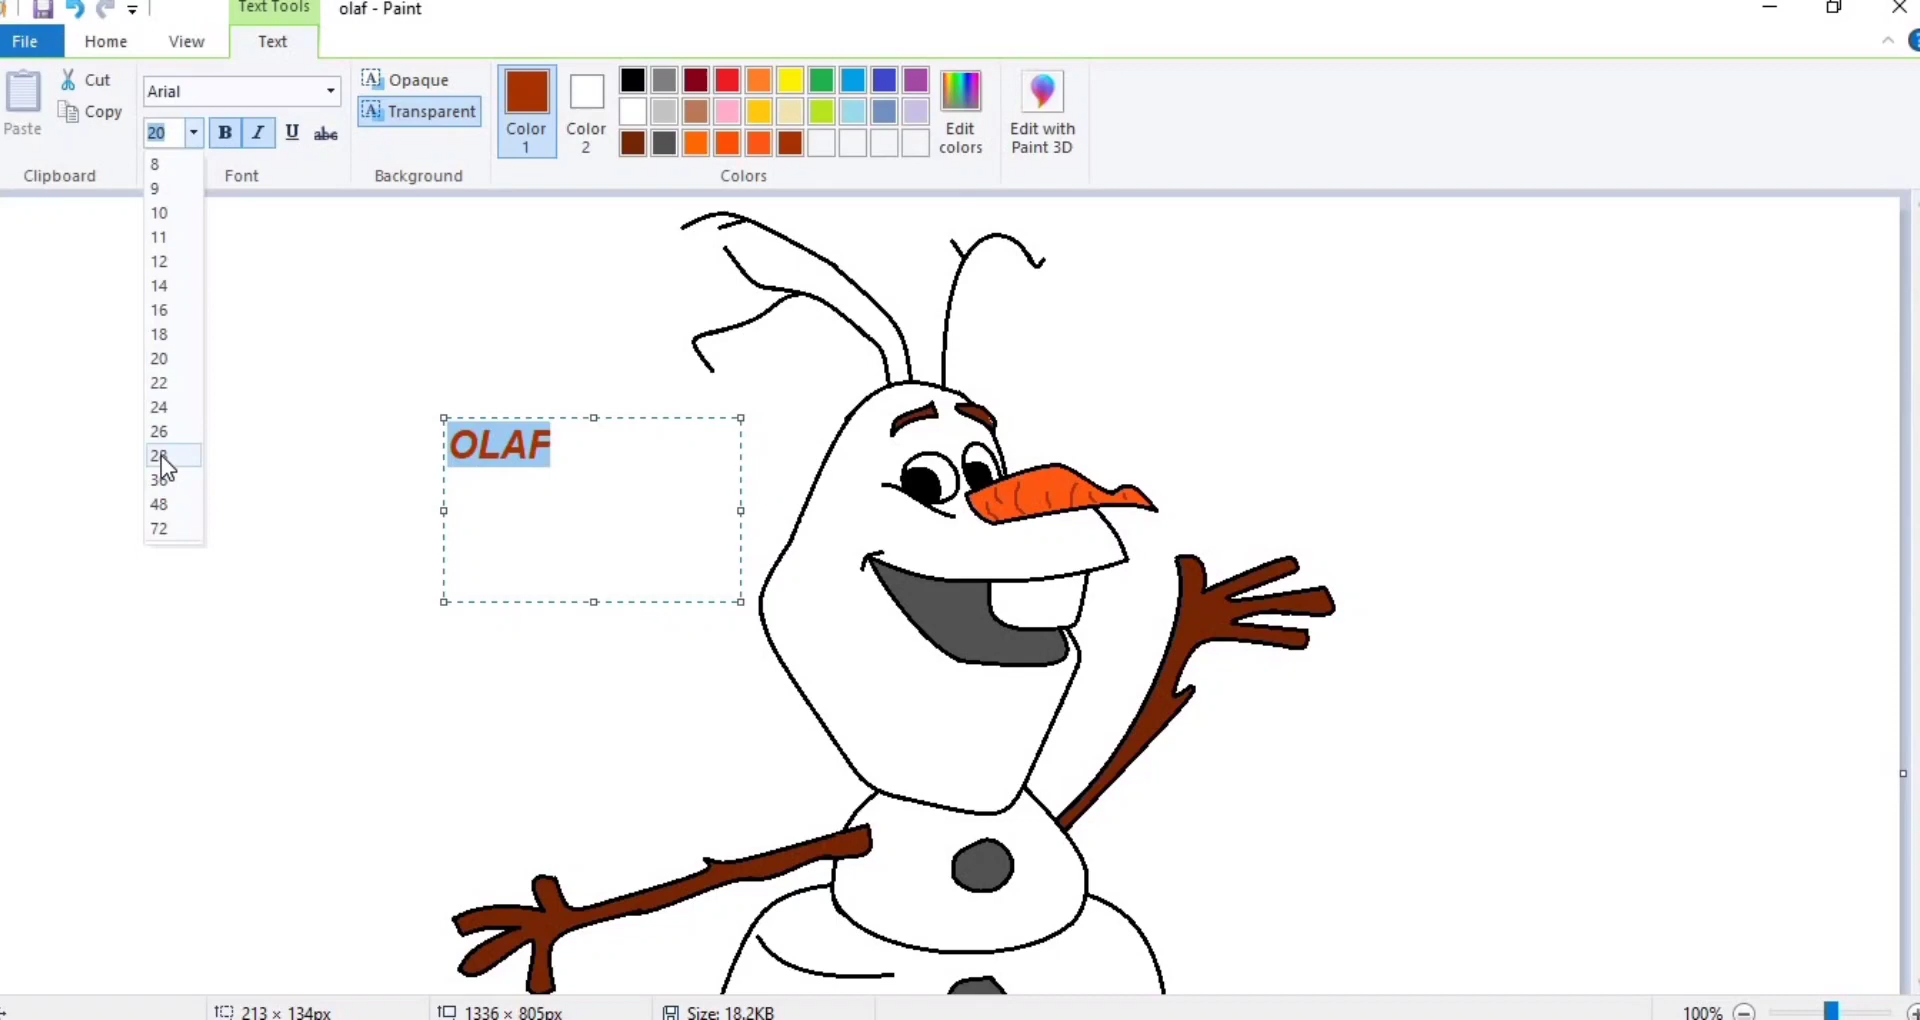 Text Tools
olaf - Paint
File Home View Text
Paste
Cut
Copy
Clipboard
Arial
20
B I U abc
Font
Opaque
Transparent
Background
Color 1
Color 2
Edit colors
Colors
Edit with Paint 3D
8
9
10
11
12
14
16
18
20
22
24
26
36
48
72
OLAF
213 × 134px
1336 × 805px
Size: 18.2KB
100%